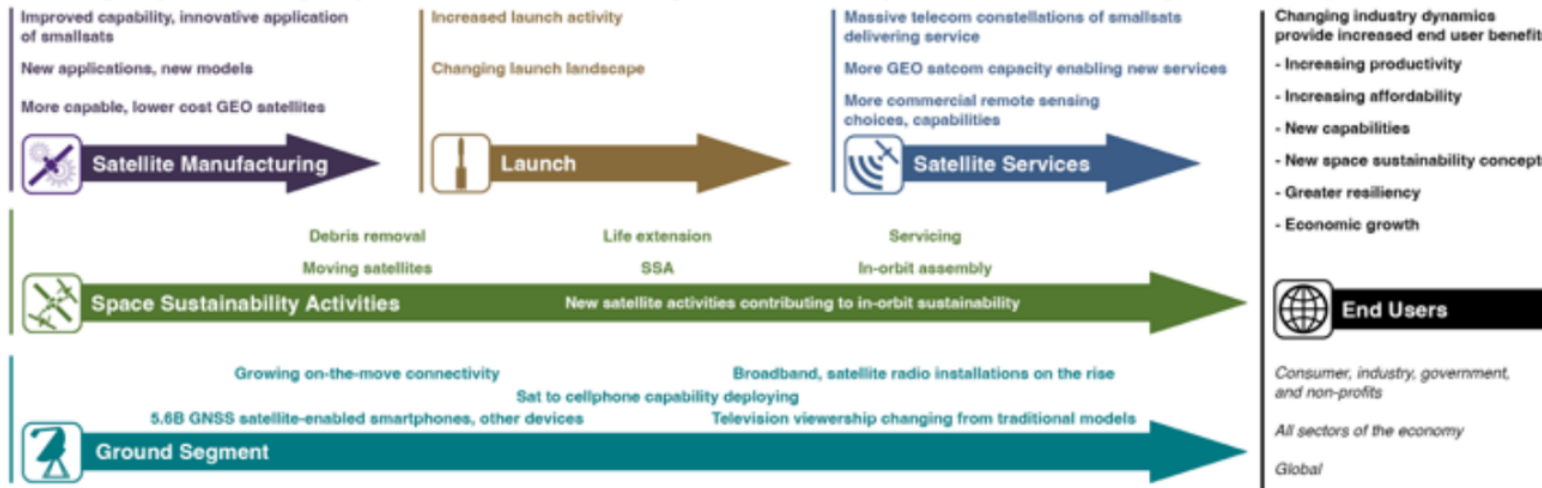 Improved capability, innovative application
of smallsats
New applications, new models
More capable, lower cost GEO satellites
Satellite Manufacturing
Increased launch activity
Changing launch landscape
Launch
Massive telecom constellations of smallsats
delivering service
More GEO satcom capacity enabling new services
More commercial remote sensing
choices, capabilities
Satellite Services
Debris removal
Life extension
Servicing
Moving satellites
SSA
In-orbit assembly
Space Sustainability Activities
New satellite activities contributing to in-orbit sustainability
Growing on-the-move connectivity
Broadband, satellite radio installations on the rise
Sat to cellphone capability deploying
5.6B GNSS satellite-enabled smartphones, other devices
Television viewership changing from traditional models
Ground Segment
Changing industry dynamics
provide increased end user benefit
- Increasing productivity
- Increasing affordability
- New capabilities
- New space sustainability concept
- Greater resiliency
- Economic growth
End Users
Consumer, industry, government,
and non-profits
All sectors of the economy
Global